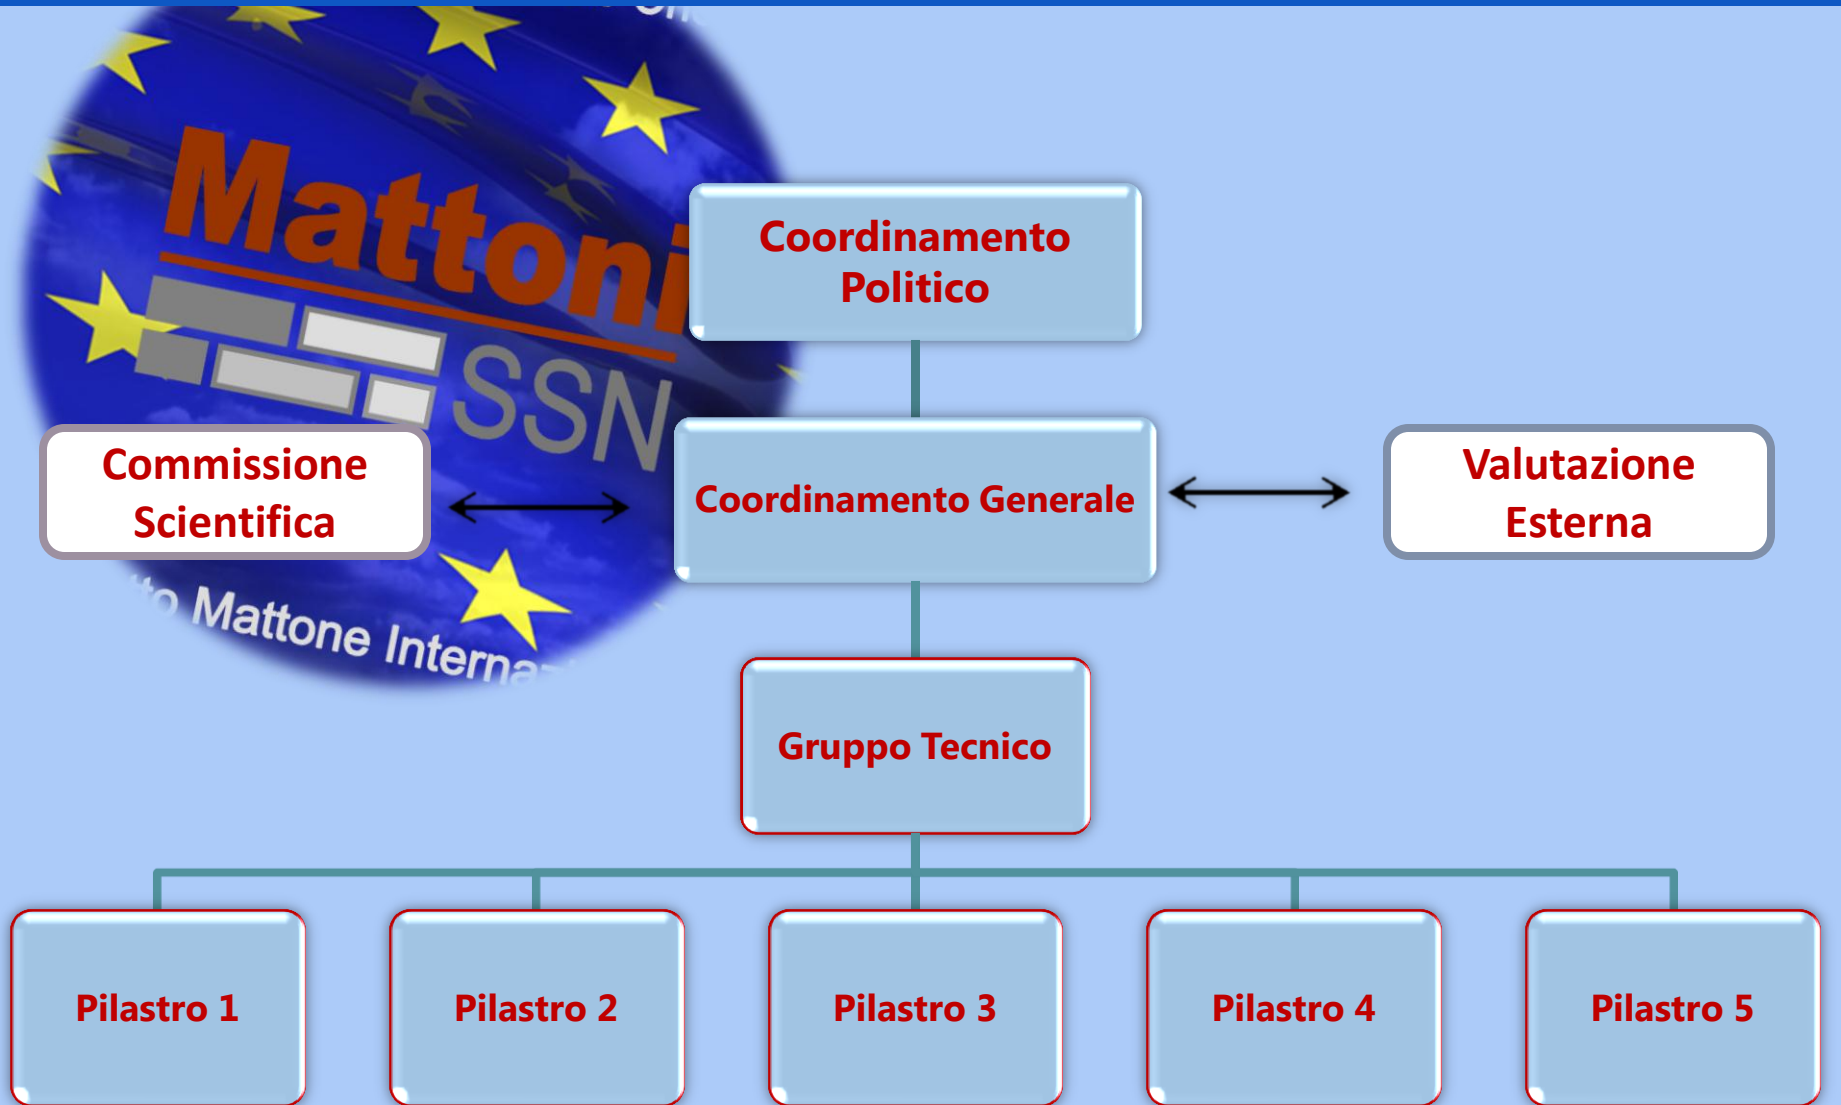 Mattoni
SSN
Mattone
Coordinamento
Politico
Commissione
Scientifica
Coordinamento Generale
Valutazione
Esterna
Gruppo Tecnico
Pilastro 1
Pilastro 2
Pilastro 3
Pilastro 4
Pilastro 5